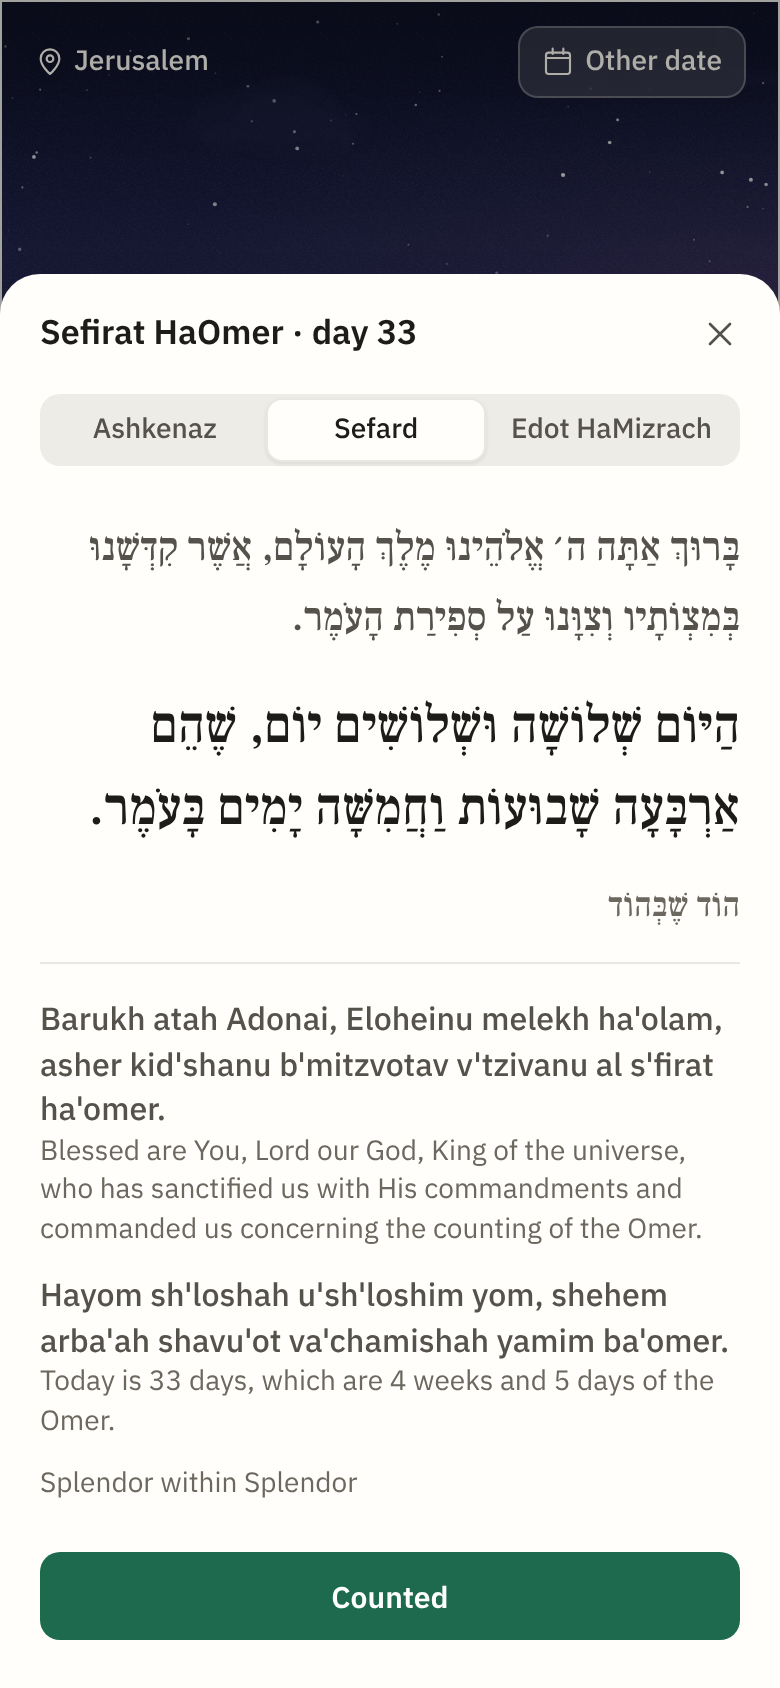 Jerusalem
Other date
Sefirat HaOmer · day 33
Ashkenaz
Sefard
Edot HaMizrach
בָּרוּךְ אַתָּה ה׳ אֱלֹהֵינוּ מֶלֶךְ הָעוֹלָם, אֲשֶׁר קִדְּשָׁנוּ
בְּמִצְוֹתָיו וְצִוָּנוּ עַל סְפִירַת הָעֹמֶר.
הַיּוֹם שְׁלוֹשָׁה וּשְׁלוֹשִׁים יוֹם, שֶׁהֵם
אַרְבָּעָה שָׁבוּעוֹת וַחֲמִשָּׁה יָמִים בָּעֹמֶר.
הוֹד שֶׁבְּהוֹד
Barukh atah Adonai, Eloheinu melekh ha'olam,
asher kid'shanu b'mitzvotav v'tzivanu al s'firat
ha'omer.
Blessed are You, Lord our God, King of the universe,
who has sanctified us with His commandments and
commanded us concerning the counting of the Omer.
Hayom sh'loshah u'sh'loshim yom, shehem
arba'ah shavu'ot va'chamishah yamim ba'omer.
Today is 33 days, which are 4 weeks and 5 days of the
Omer.
Splendor within Splendor
Counted